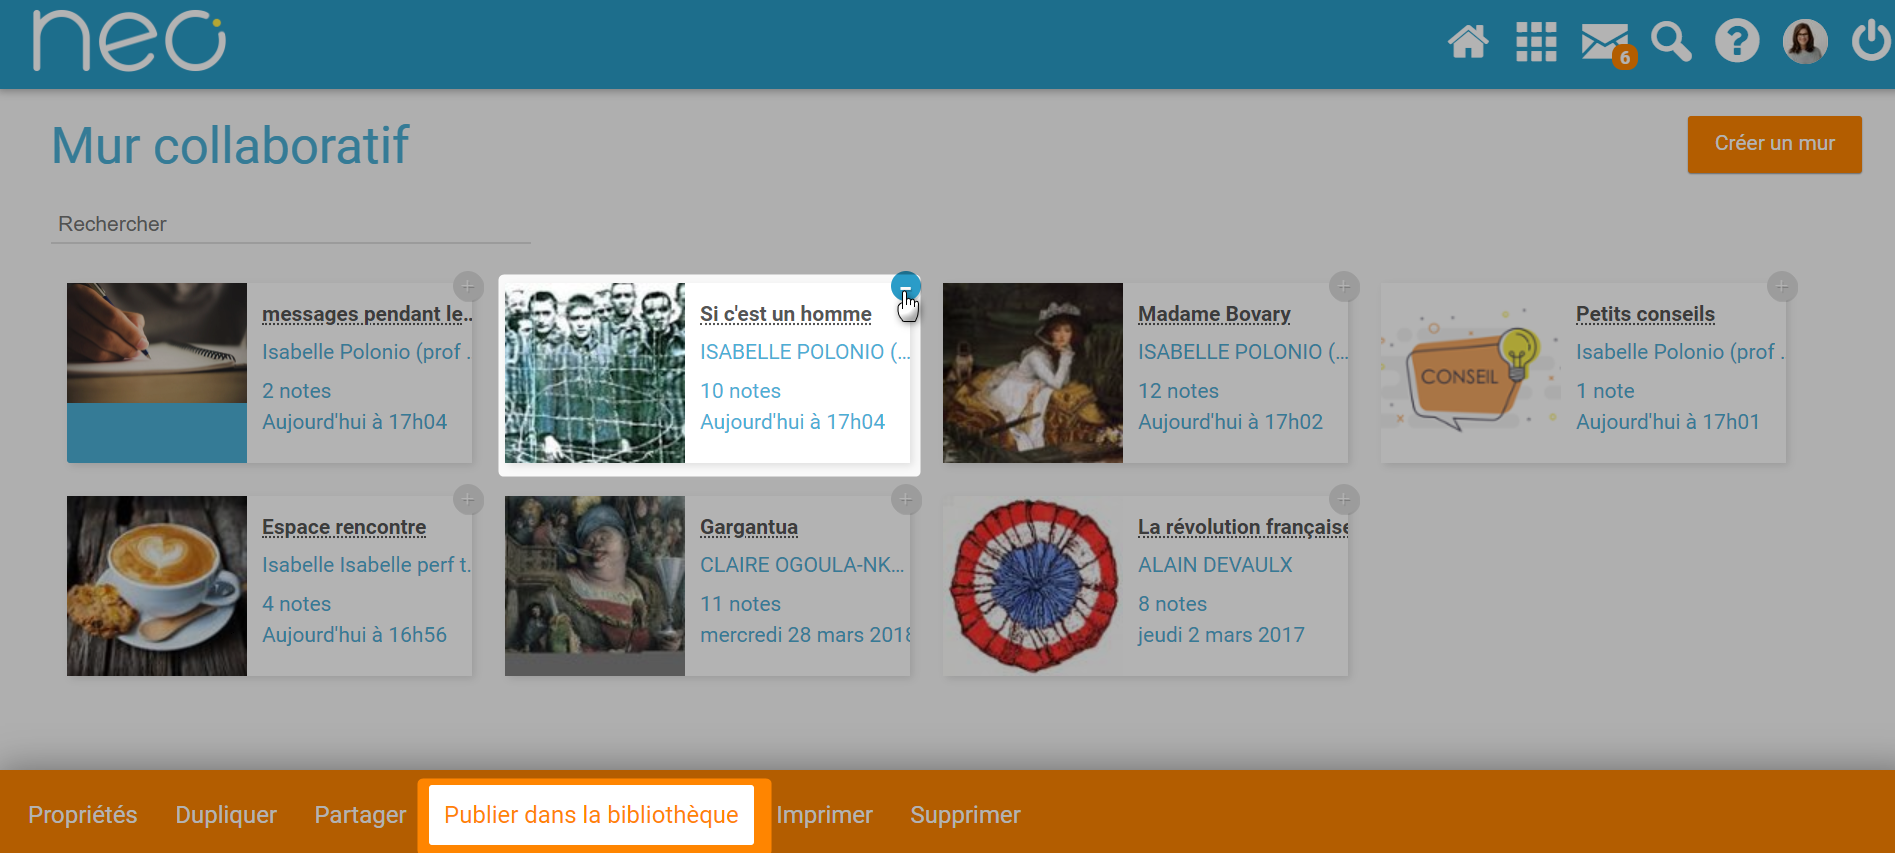 neo
6
Mur collaboratif
Créer un mur
Rechercher
messages pendant le...
Isabelle Polonio (prof .
2 notes
Aujourd'hui à 17h04
Si c'est un homme
ISABELLE POLONIO (...
10 notes
Aujourd'hui à 17h04
Madame Bovary
ISABELLE POLONIO (...
12 notes
Aujourd'hui à 17h02
CONSEIL
Petits conseils
Isabelle Polonio (prof .
1 note
Aujourd'hui à 17h01
Espace rencontre
Isabelle Isabelle perf t.
4 notes
Aujourd'hui à 16h56
Gargantua
CLAIRE OGOULA-NK...
11 notes
mercredi 28 mars 2018
La révolution française
ALAIN DEVAULX
8 notes
jeudi 2 mars 2017
Propriétés Dupliquer Partager Publier dans la bibliothèque Imprimer Supprimer